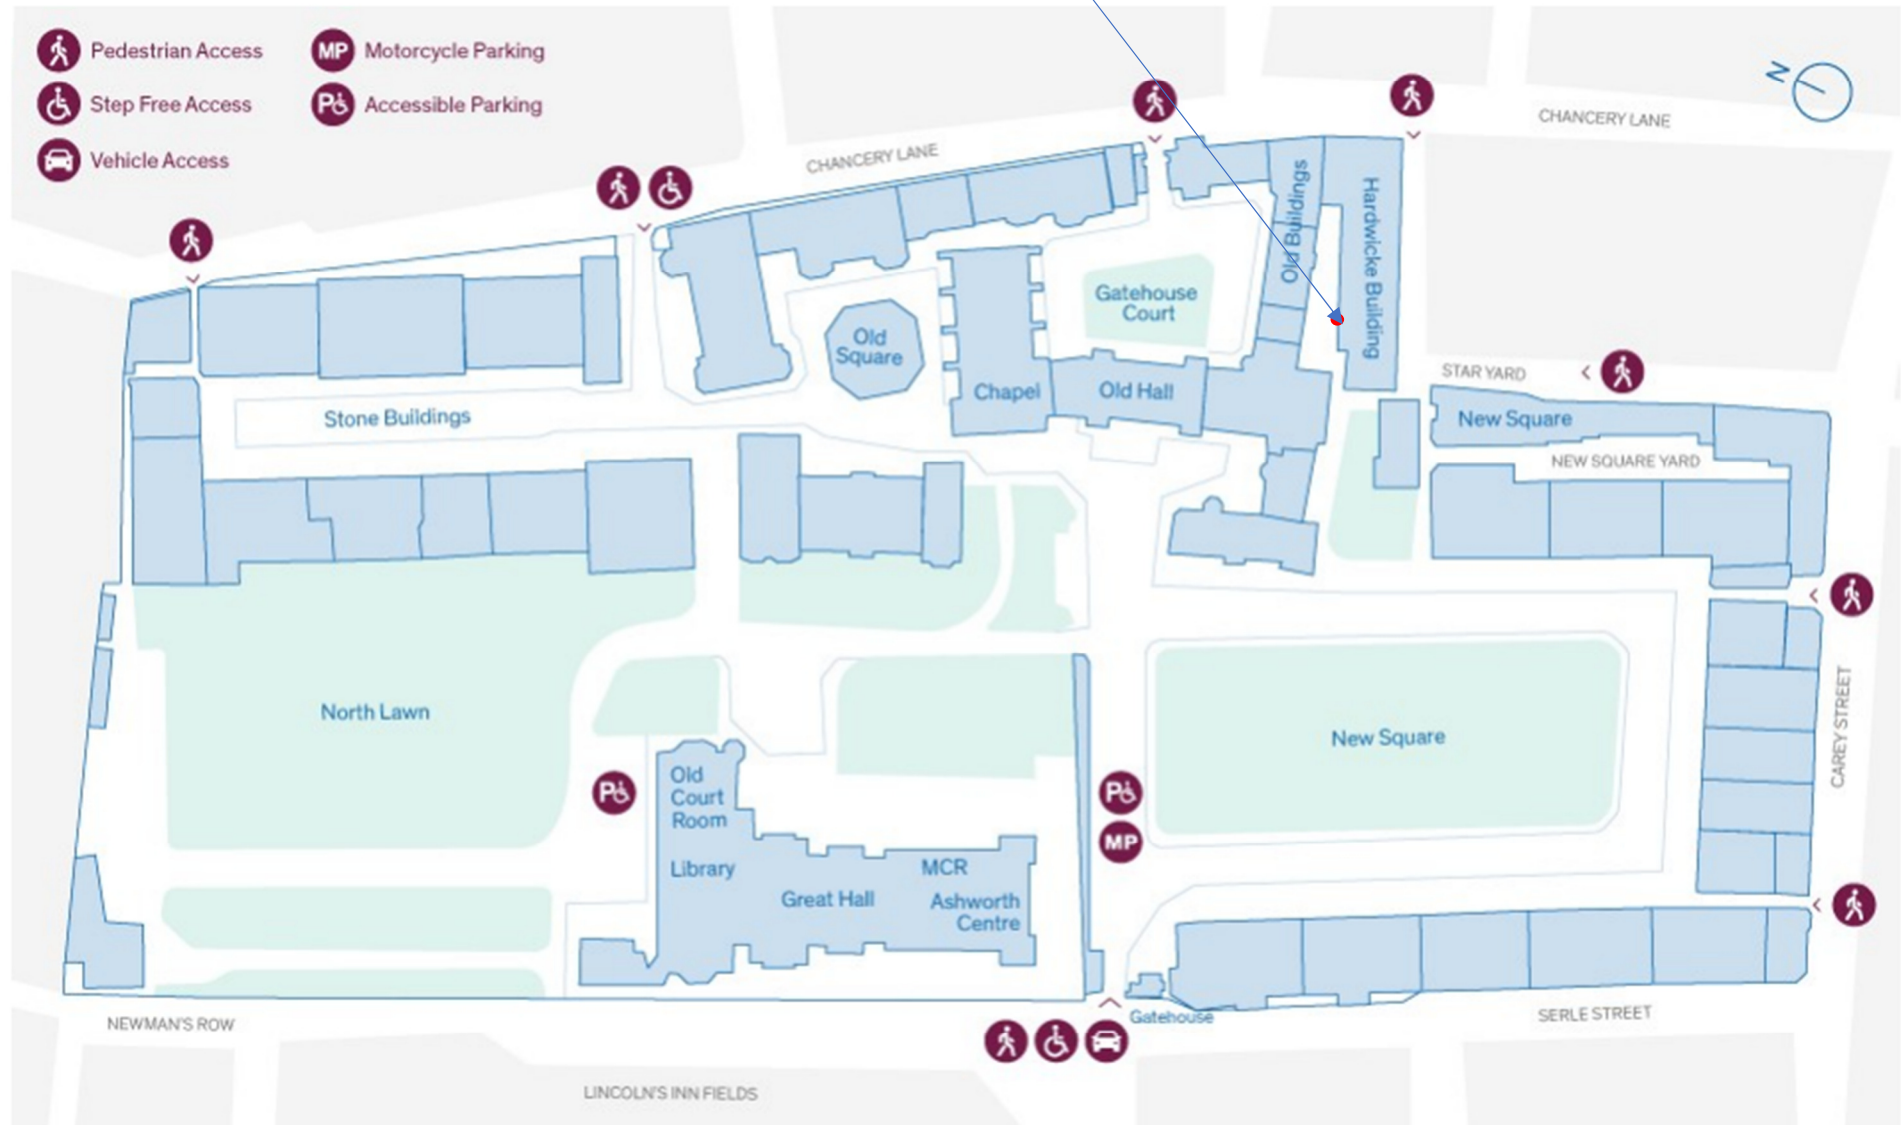 Pedestrian Access
MP Motorcycle Parking
Step Free Access
P Accessible Parking
Vehicle Access
N
CHANCERY LANE
CHANCERY LANE
Old Buildings
Hardwicke Building
Gatehouse
Court
Old
Square
Chapel
Old Hall
STAR YARD
New Square
NEW SQUARE YARD
Stone Buildings
North Lawn
New Square
CAREY STREET
P
P
MP
Old
Court
Room
Library
Great Hall
MCR
Ashworth
Centre
NEWMAN'S ROW
Gatehouse
SERLE STREET
LINCOLN'S INN FIELDS